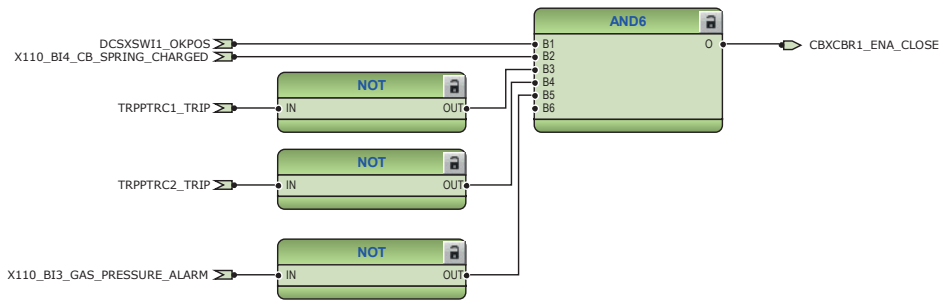 AND6
DCSXSWI1_OKPOS
X110_BI4_CB_SPRING_CHARGED
B1 O
B2
B3
B4
B5
B6
CBXCBR1_ENA_CLOSE
NOT
TRPPTRC1_TRIP
IN OUT
NOT
TRPPTRC2_TRIP
IN OUT
NOT
X110_BI3_GAS_PRESSURE_ALARM
IN OUT